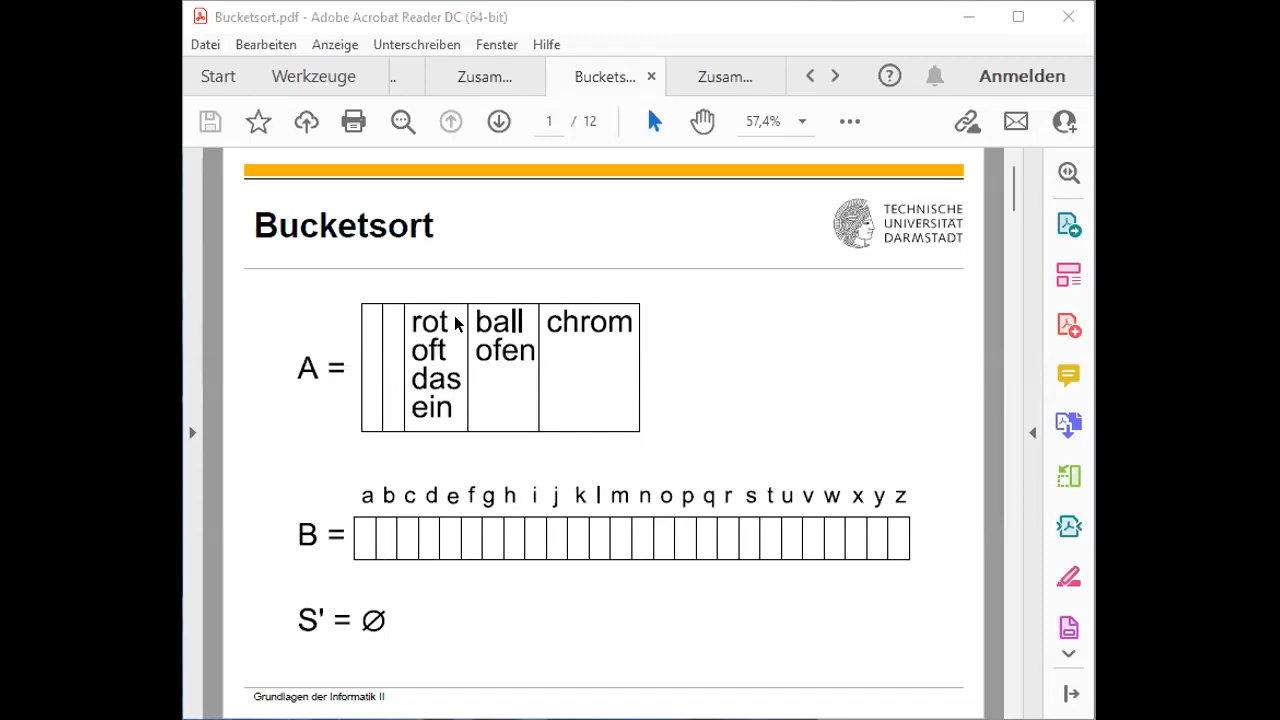 Bucketsort.pdf - Adobe Acrobat Reader DC (64-bit)
Datei Bearbeiten Anzeige Unterschreiben Fenster Hilfe
Start Werkzeuge .. Zusam... Buckets... Zusam... Anmelden
1 / 12 57,4%
Bucketsort
TECHNISCHE
UNIVERSITÄT
DARMSTADT
A =
rot ball chrom
oft ofen
das
ein
a b c d e f g h i j k l m n o p q r s t u v w x y z
B =
S' = ∅
Grundlagen der Informatik II